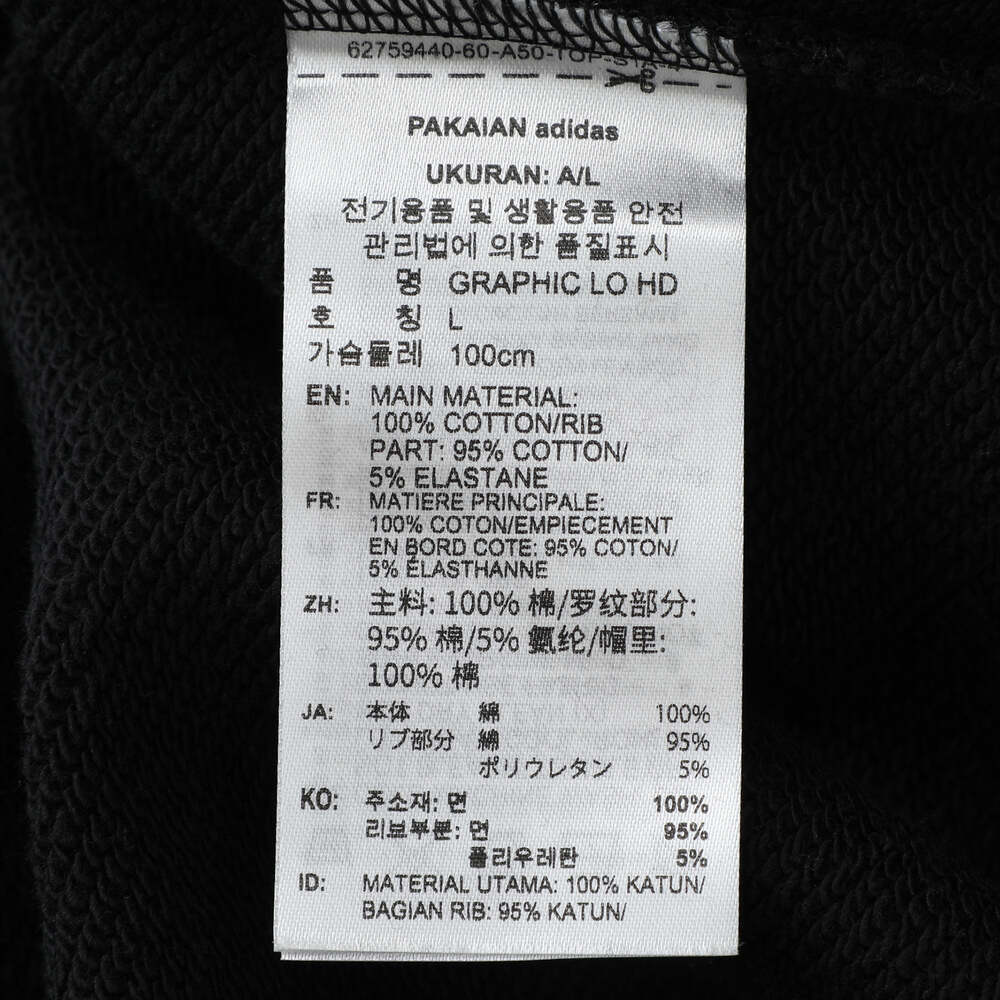 62759440-60-A50-TOP-STA-
PAKAIAN adidas
UKURAN: A/L
전기용품 및 생활용품 안전
관리법에 의한 품질표시
품 명 GRAPHIC LO HD
호 칭 L
가슴둘레 100cm
EN: MAIN MATERIAL:
100% COTTON/RIB
PART: 95% COTTON/
5% ELASTANE
FR: MATIERE PRINCIPALE:
100% COTON/EMPIECEMENT
EN BORD COTE: 95% COTON/
5% ÉLASTHANNE
ZH: 主料: 100% 棉/罗纹部分:
95% 棉/5% 氨纶/帽里:
100% 棉
JA: 本体 綿 100%
リブ部分 綿 95%
ポリウレタン 5%
KO: 주소재: 면 100%
리브부분: 면 95%
폴리우레탄 5%
ID: MATERIAL UTAMA: 100% KATUN/
BAGIAN RIB: 95% KATUN/